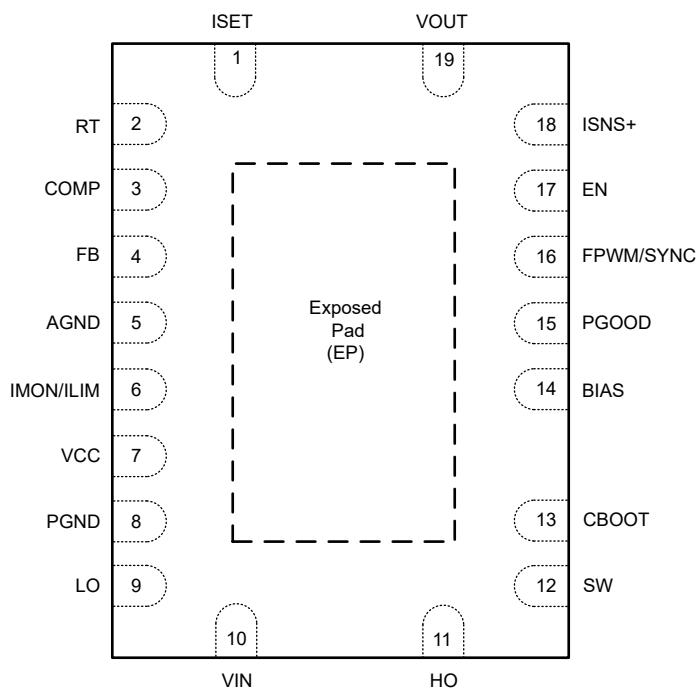 ISET VOUT
1 19
RT 2 18 ISNS+
COMP 3 17 EN
FB 4 16 FPWM/SYNC
AGND 5 15 PGOOD
Exposed
Pad
(EP)
IMON/ILIM 6 14 BIAS
VCC 7
PGND 8 13 CBOOT
LO 9 12 SW
10 11
VIN HO